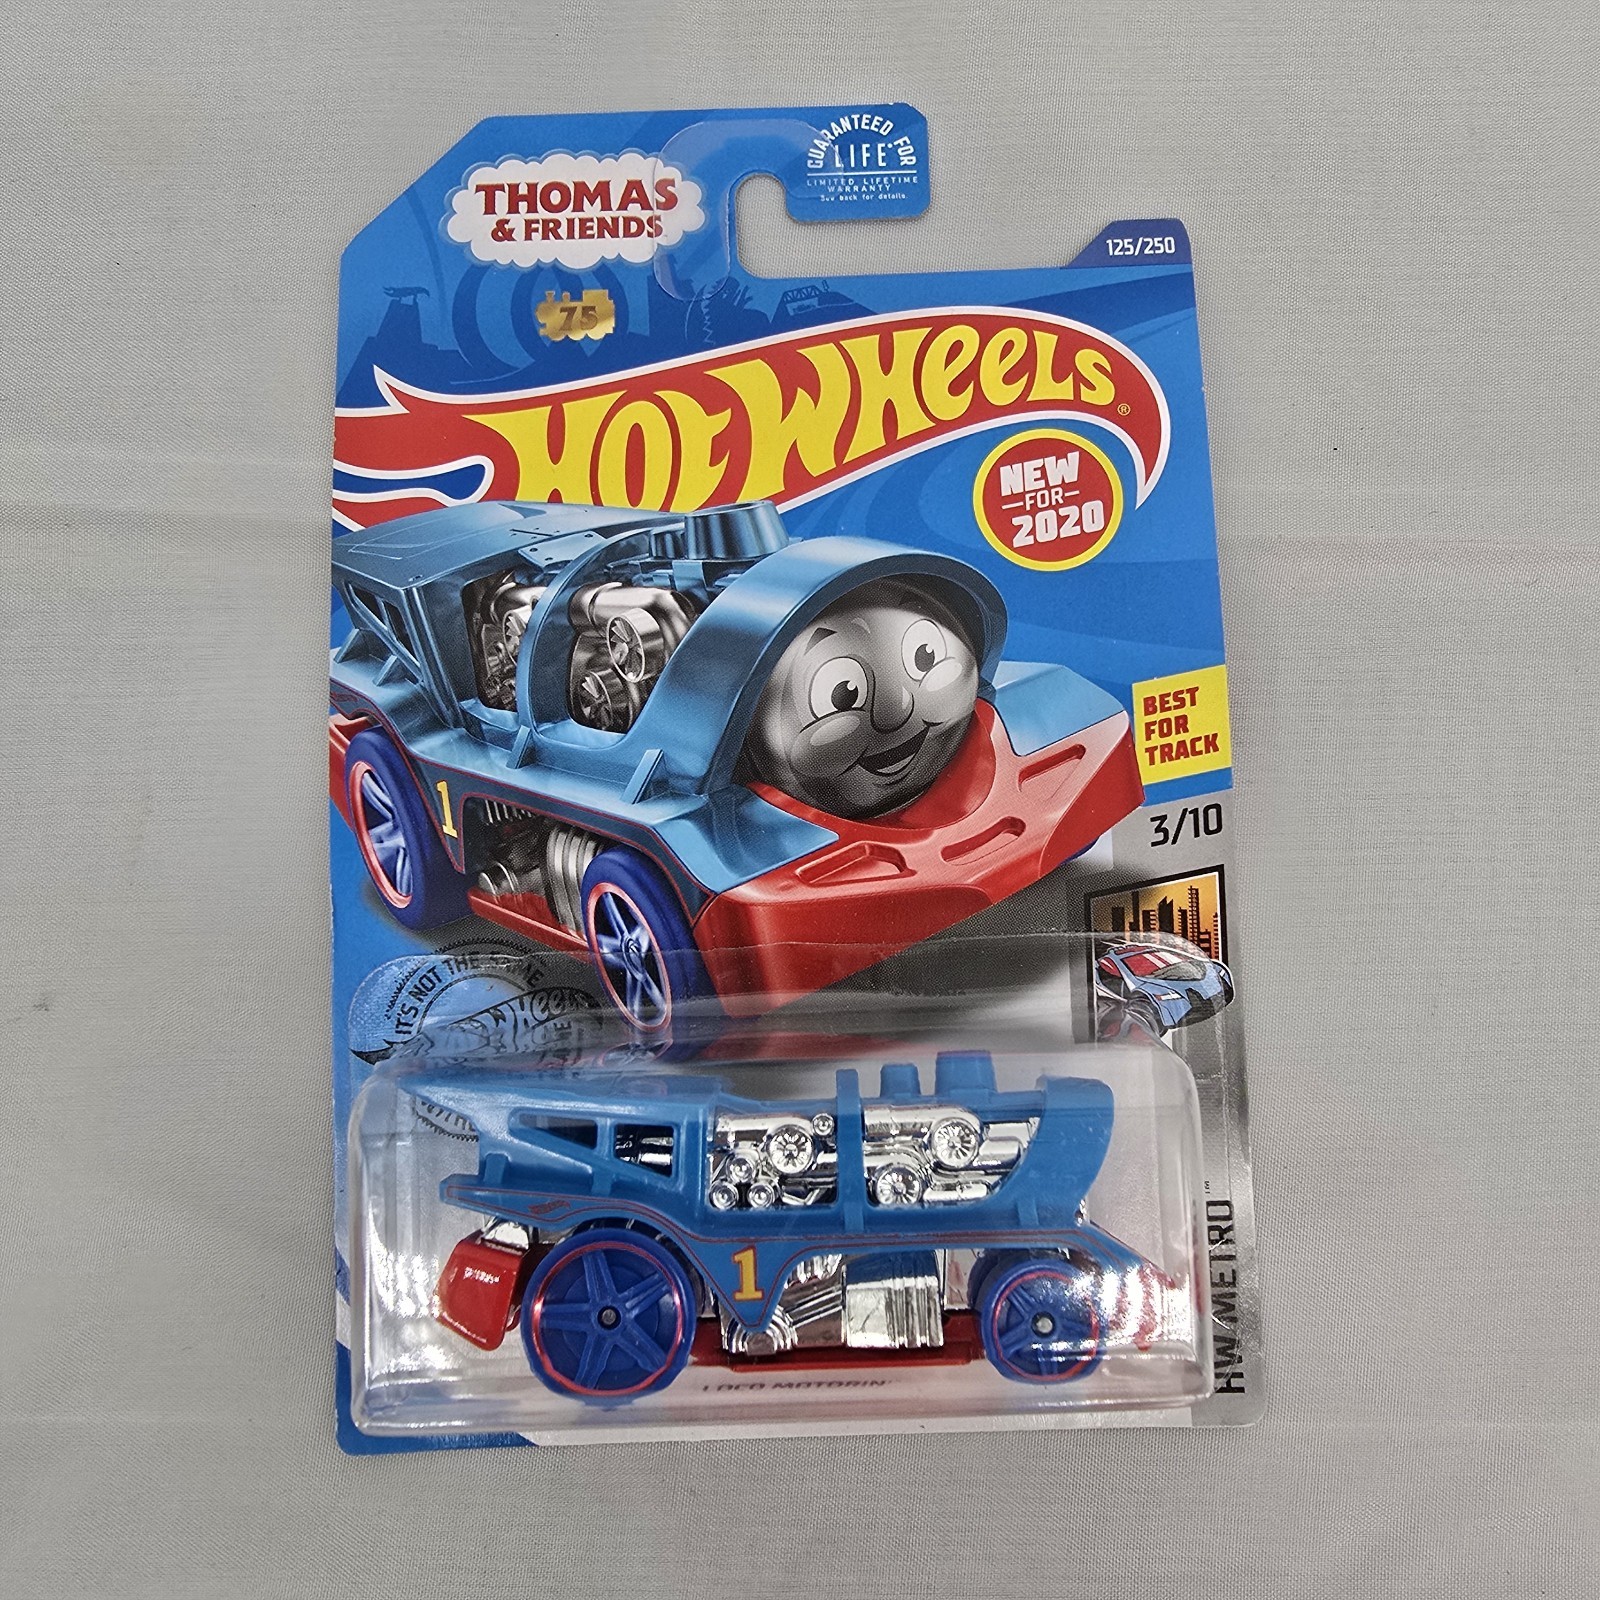 GUARANTEED FOR
LIFE*
LIMITED LIFETIME
WARRANTY
See back for details.
THOMAS
& FRIENDS
125/250
75
HOT WHEELS®
NEW
FOR
2020
BEST
FOR
TRACK
3/10
1
IT'S NOT THE SAME
HW METRO™
1
LOCO MOTORIN'